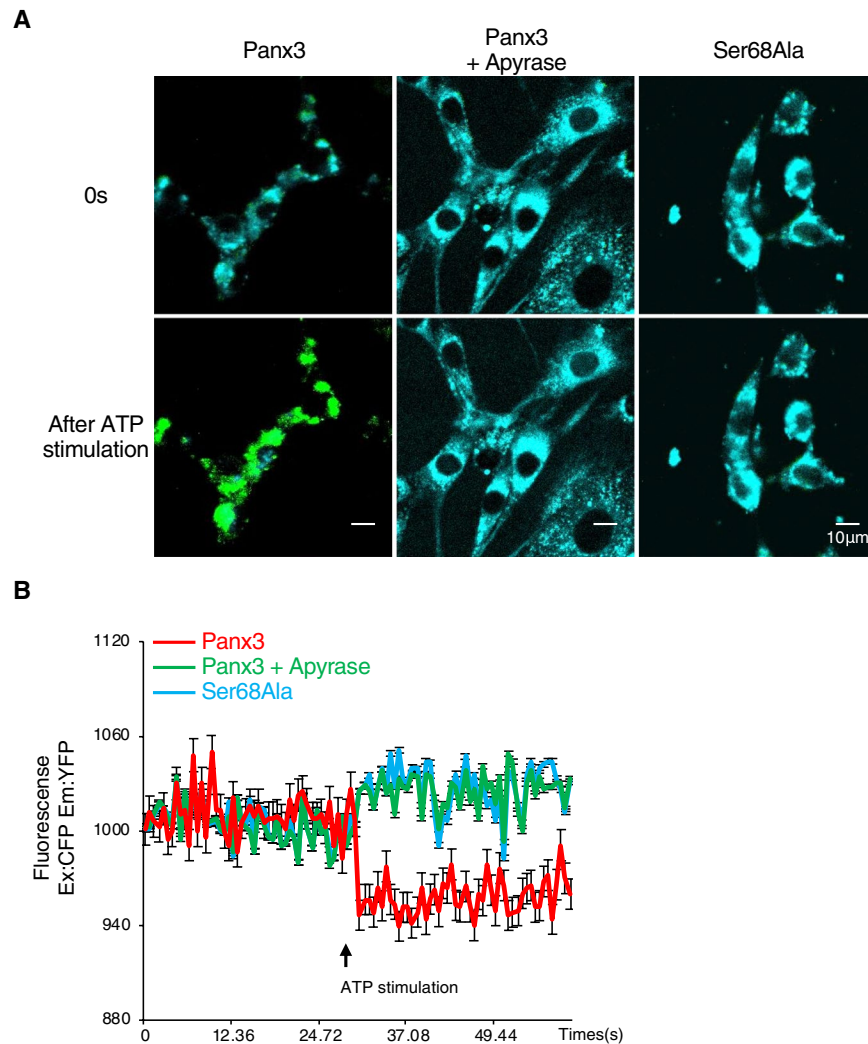 A
Panx3
Panx3
+ Apyrase
Ser68Ala
0s
After ATP
stimulation
10µm
B
Fluorescense
Ex:CFP Em:YFP
1120
1060
1000
940
880
Panx3
Panx3 + Apyrase
Ser68Ala
ATP stimulation
0
12.36
24.72
37.08
49.44
Times(s)